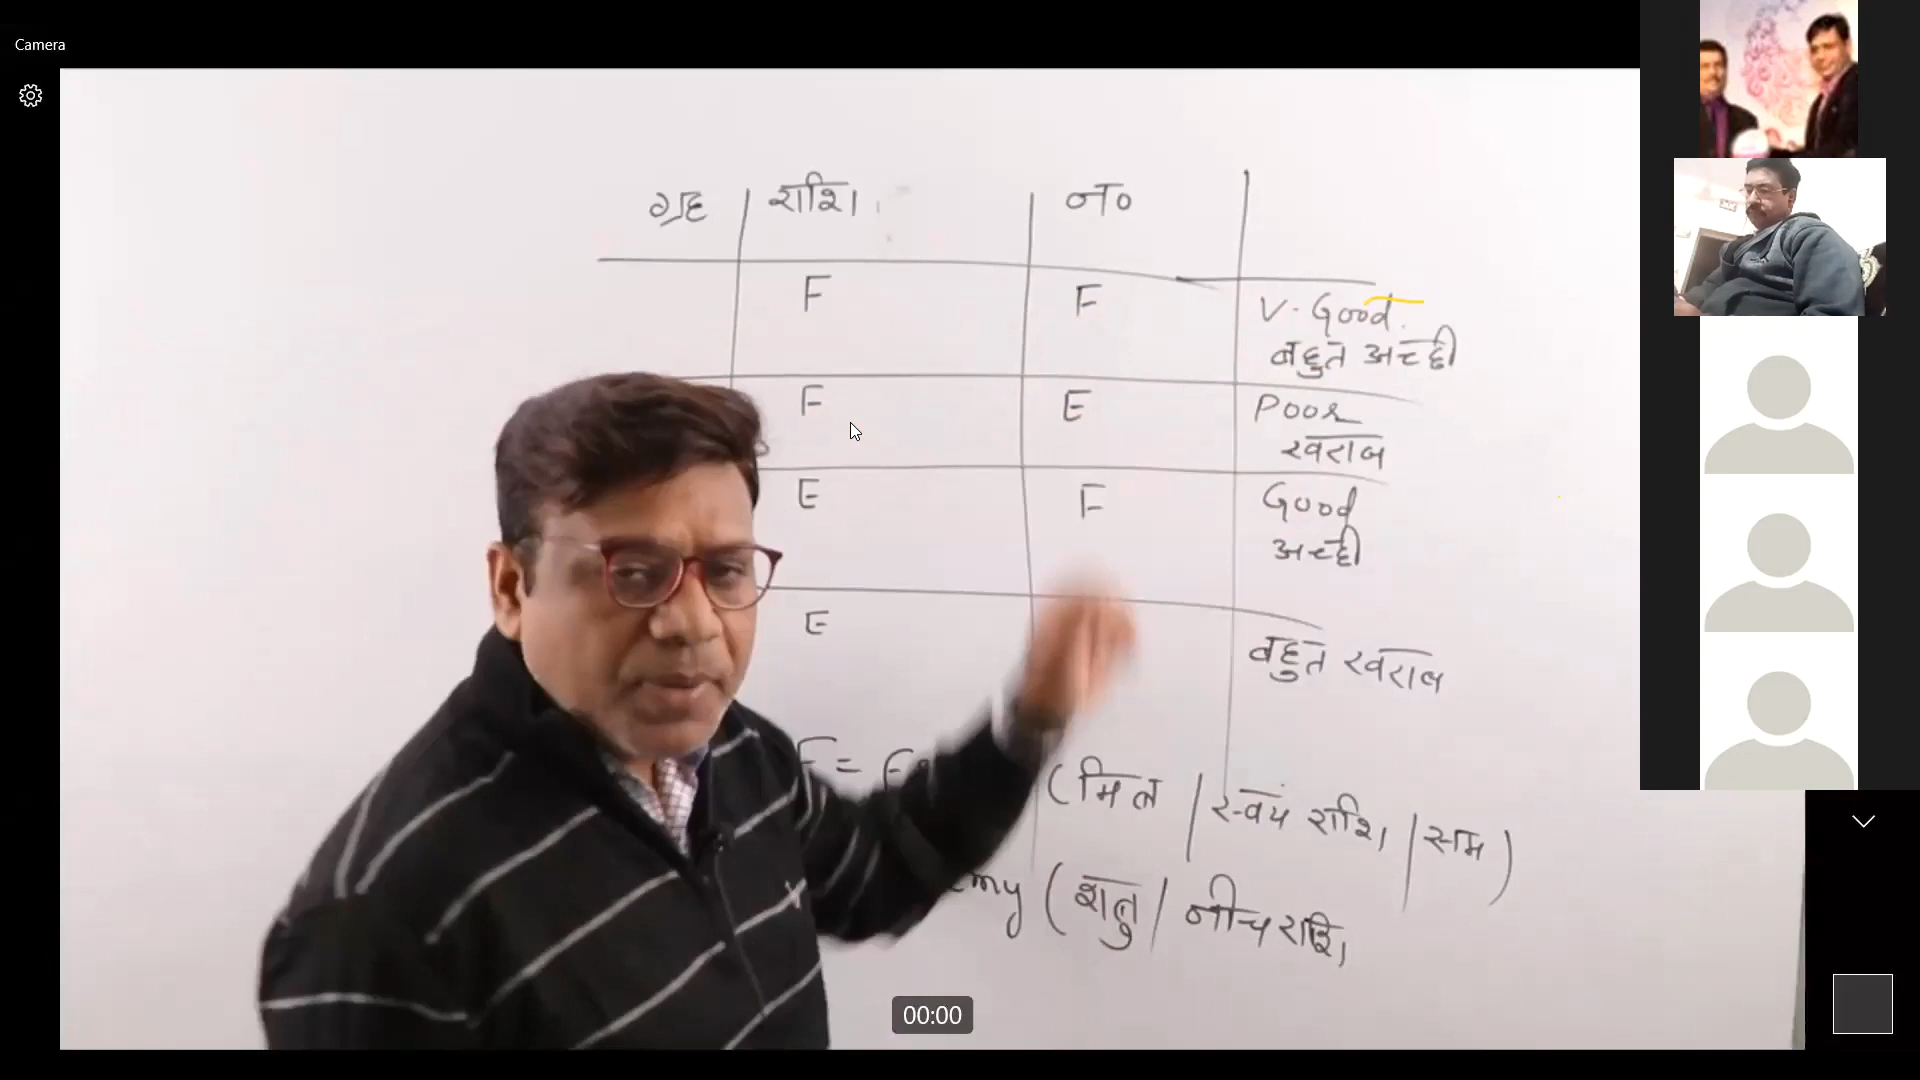 Camera
ग्रह राशि न०
F F V. Good.
बहुत अच्छी
F E Poor
खराब
E F Good
अच्छी
E बहुत खराब
F = (मित्र / स्वयं राशि / सम)
(शत्रु / नीच राशि
00:00